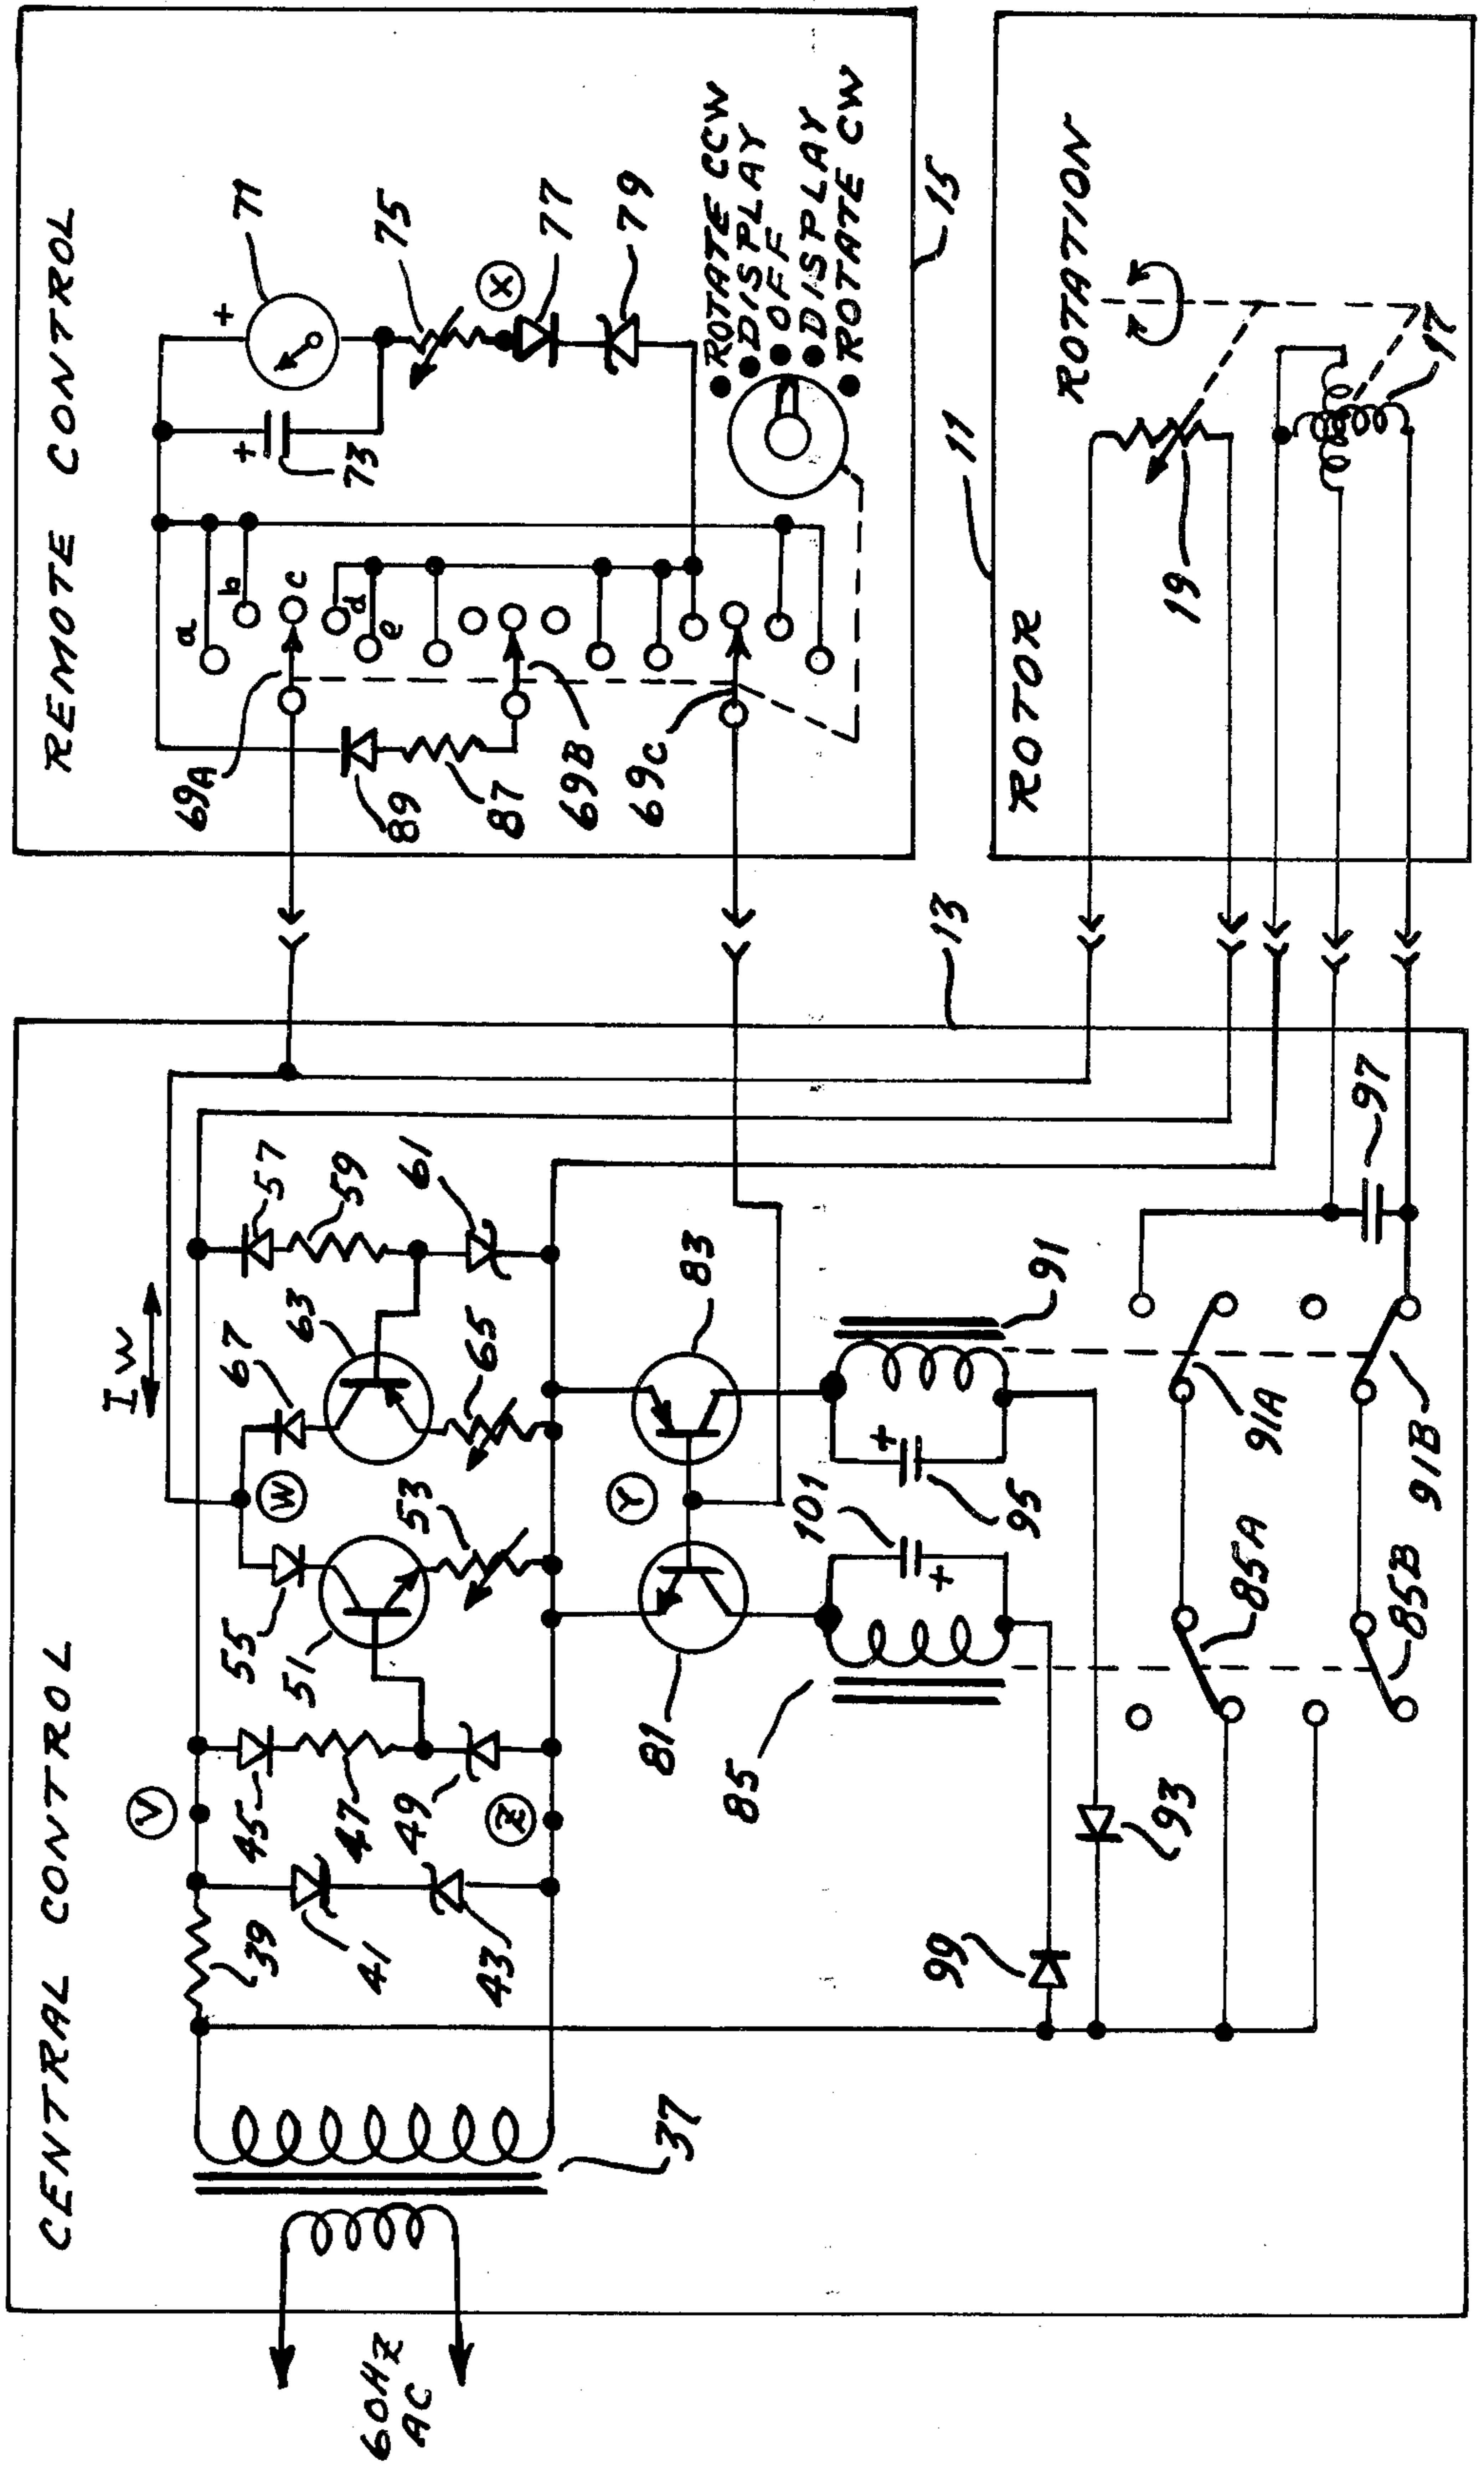 REMOTE CONTROL
71
+
+
73
75
X
77
79
a
b
c
d
e
69A
89
87
69B
69C
ROTATE CCW
DISPLAY
OFF
DISPLAY
ROTATE CW
15
ROTOR
11
ROTATION
19
17
13
CENTRAL CONTROL
60HZ
AC
37
39
V
41
43
45
47
49
Z
51
55
53
W
IW
67
63
65
57
59
61
81
Y
83
85
101
+
+
95
91
99
93
85A
85B
91A
91B
97